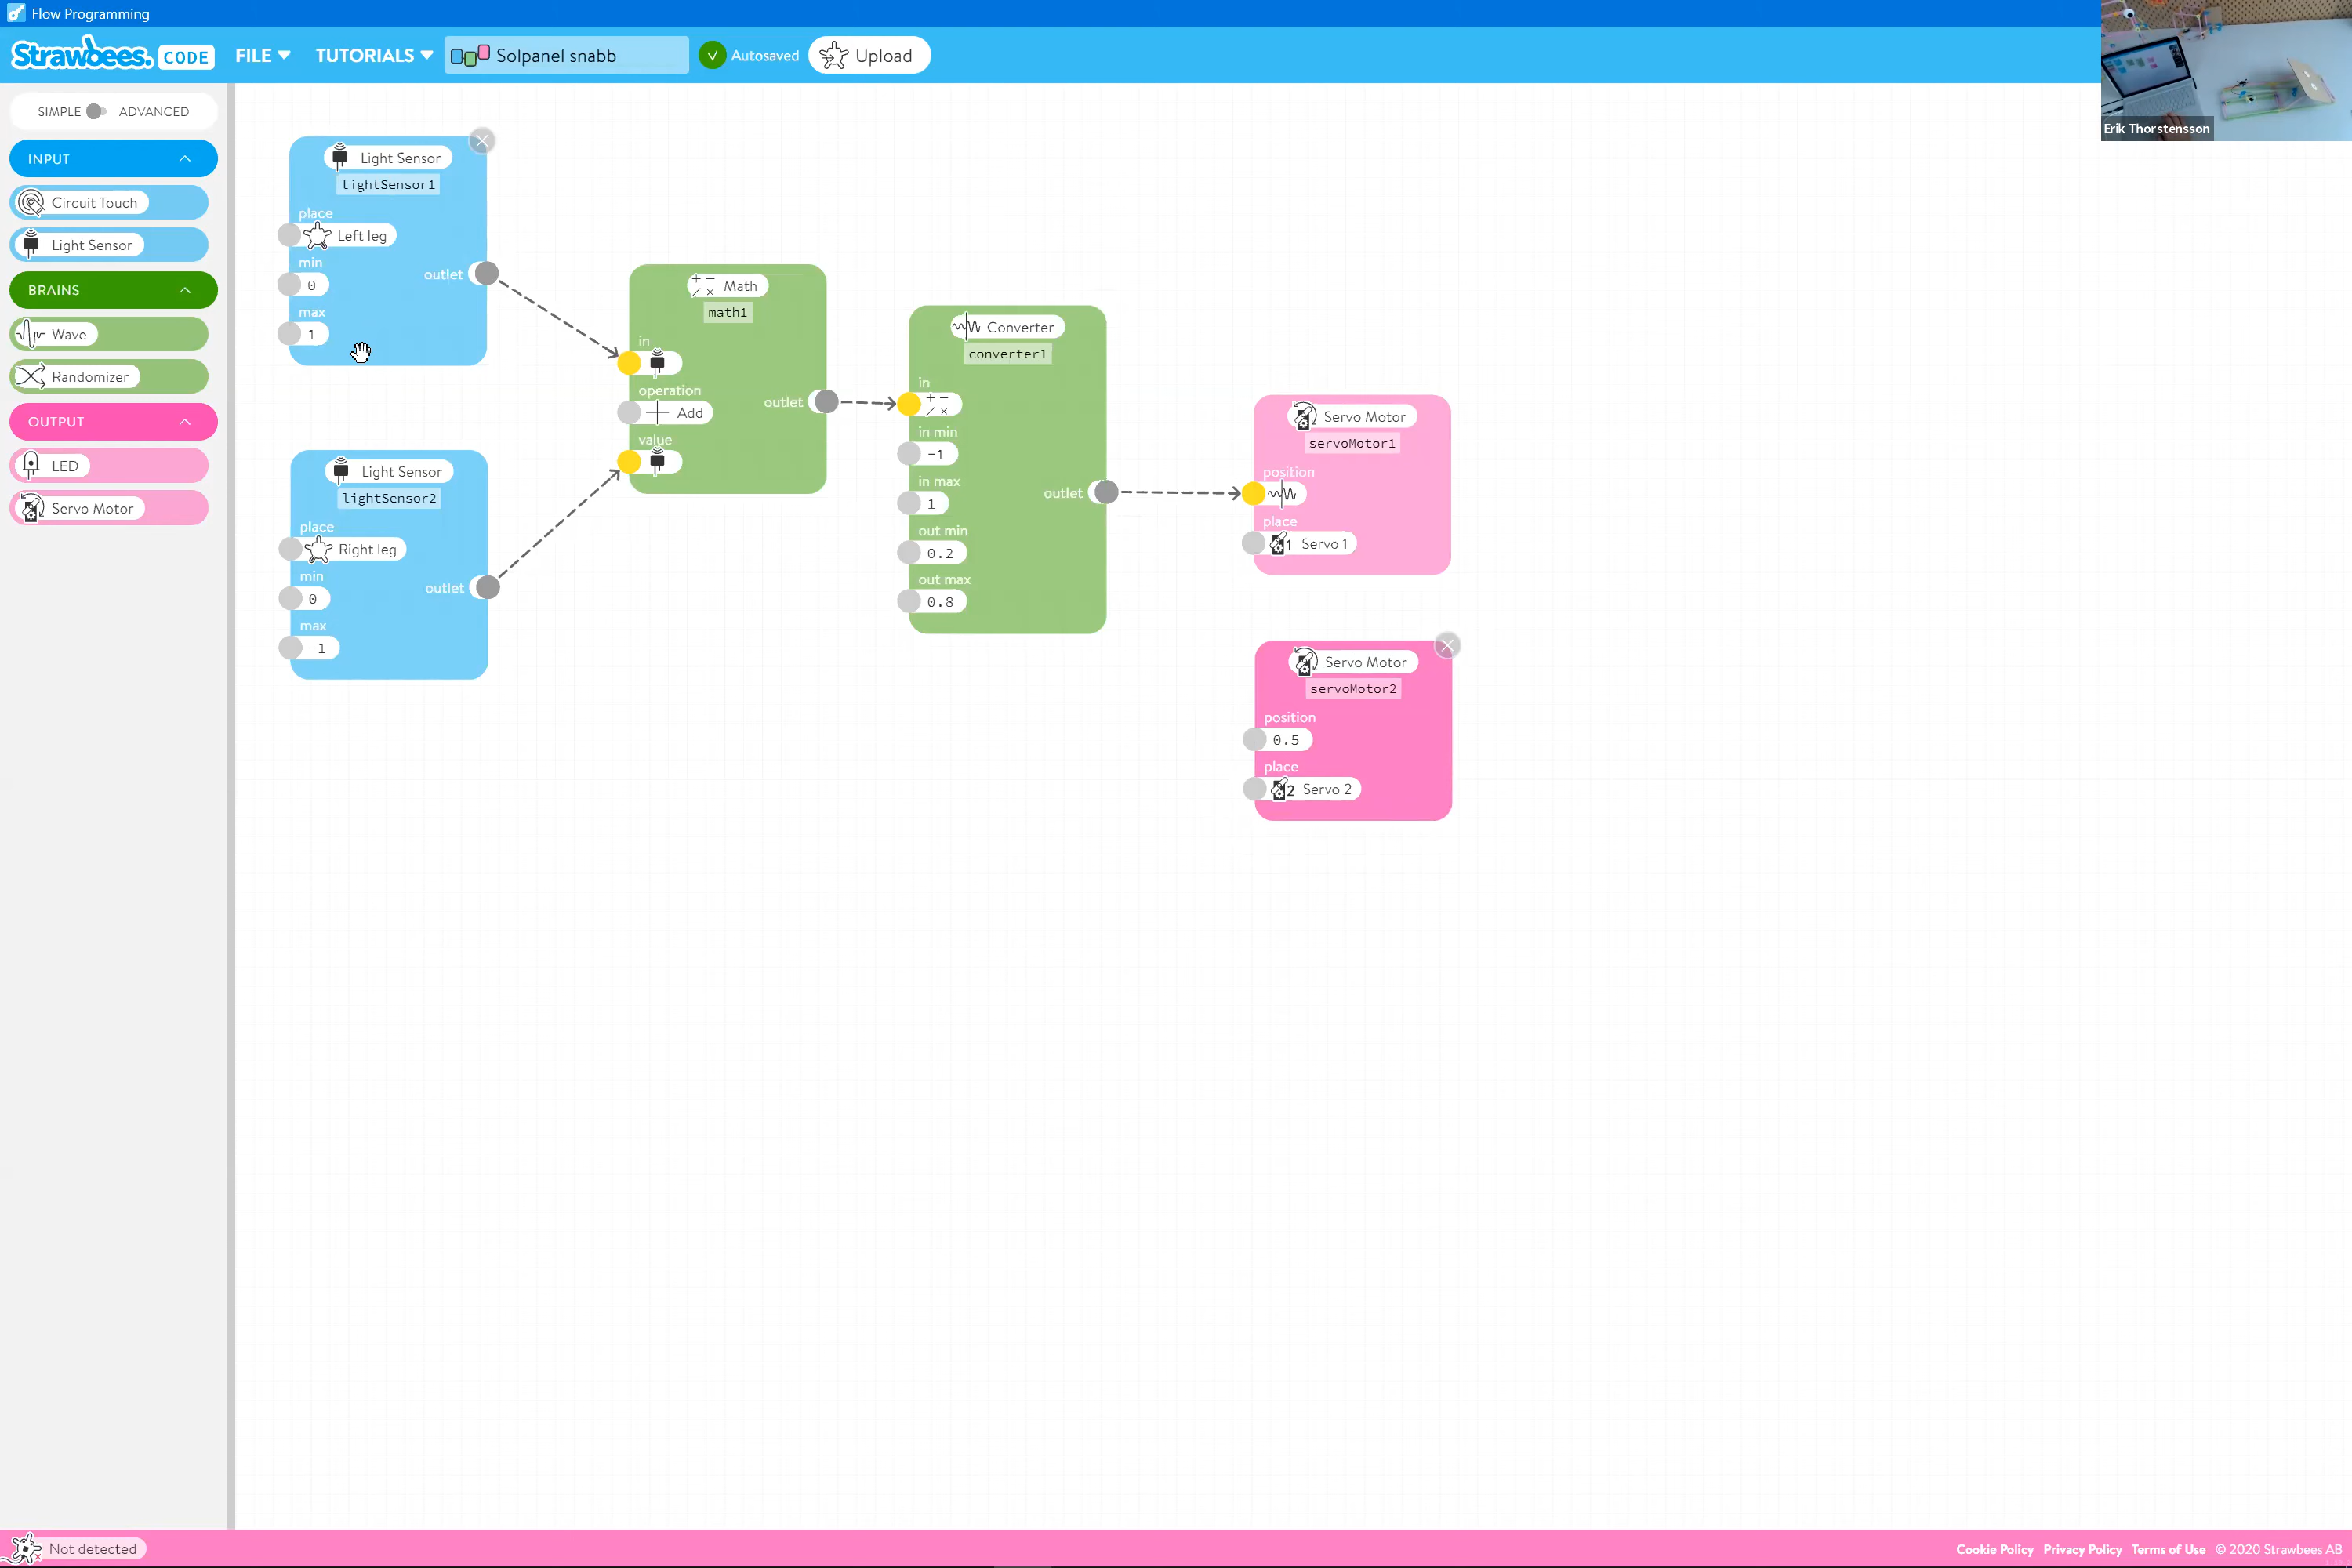 Flow Programming
Strawbees. CODE FILE TUTORIALS Solpanel snabb Autosaved Upload
SIMPLE ADVANCED
INPUT
Circuit Touch
Light Sensor
BRAINS
Wave
Randomizer
OUTPUT
LED
Servo Motor
Light Sensor
lightSensor1
place
Left leg
min
0
max
1
outlet
Light Sensor
lightSensor2
place
Right leg
min
0
max
-1
outlet
Math
math1
in
operation
Add
value
outlet
Converter
converter1
in
in min
-1
in max
1
out min
0.2
out max
0.8
outlet
Servo Motor
servoMotor1
position
place
1 Servo 1
Servo Motor
servoMotor2
position
0.5
place
2 Servo 2
Erik Thorstensson
Not detected
Cookie Policy Privacy Policy Terms of Use © 2020 Strawbees AB